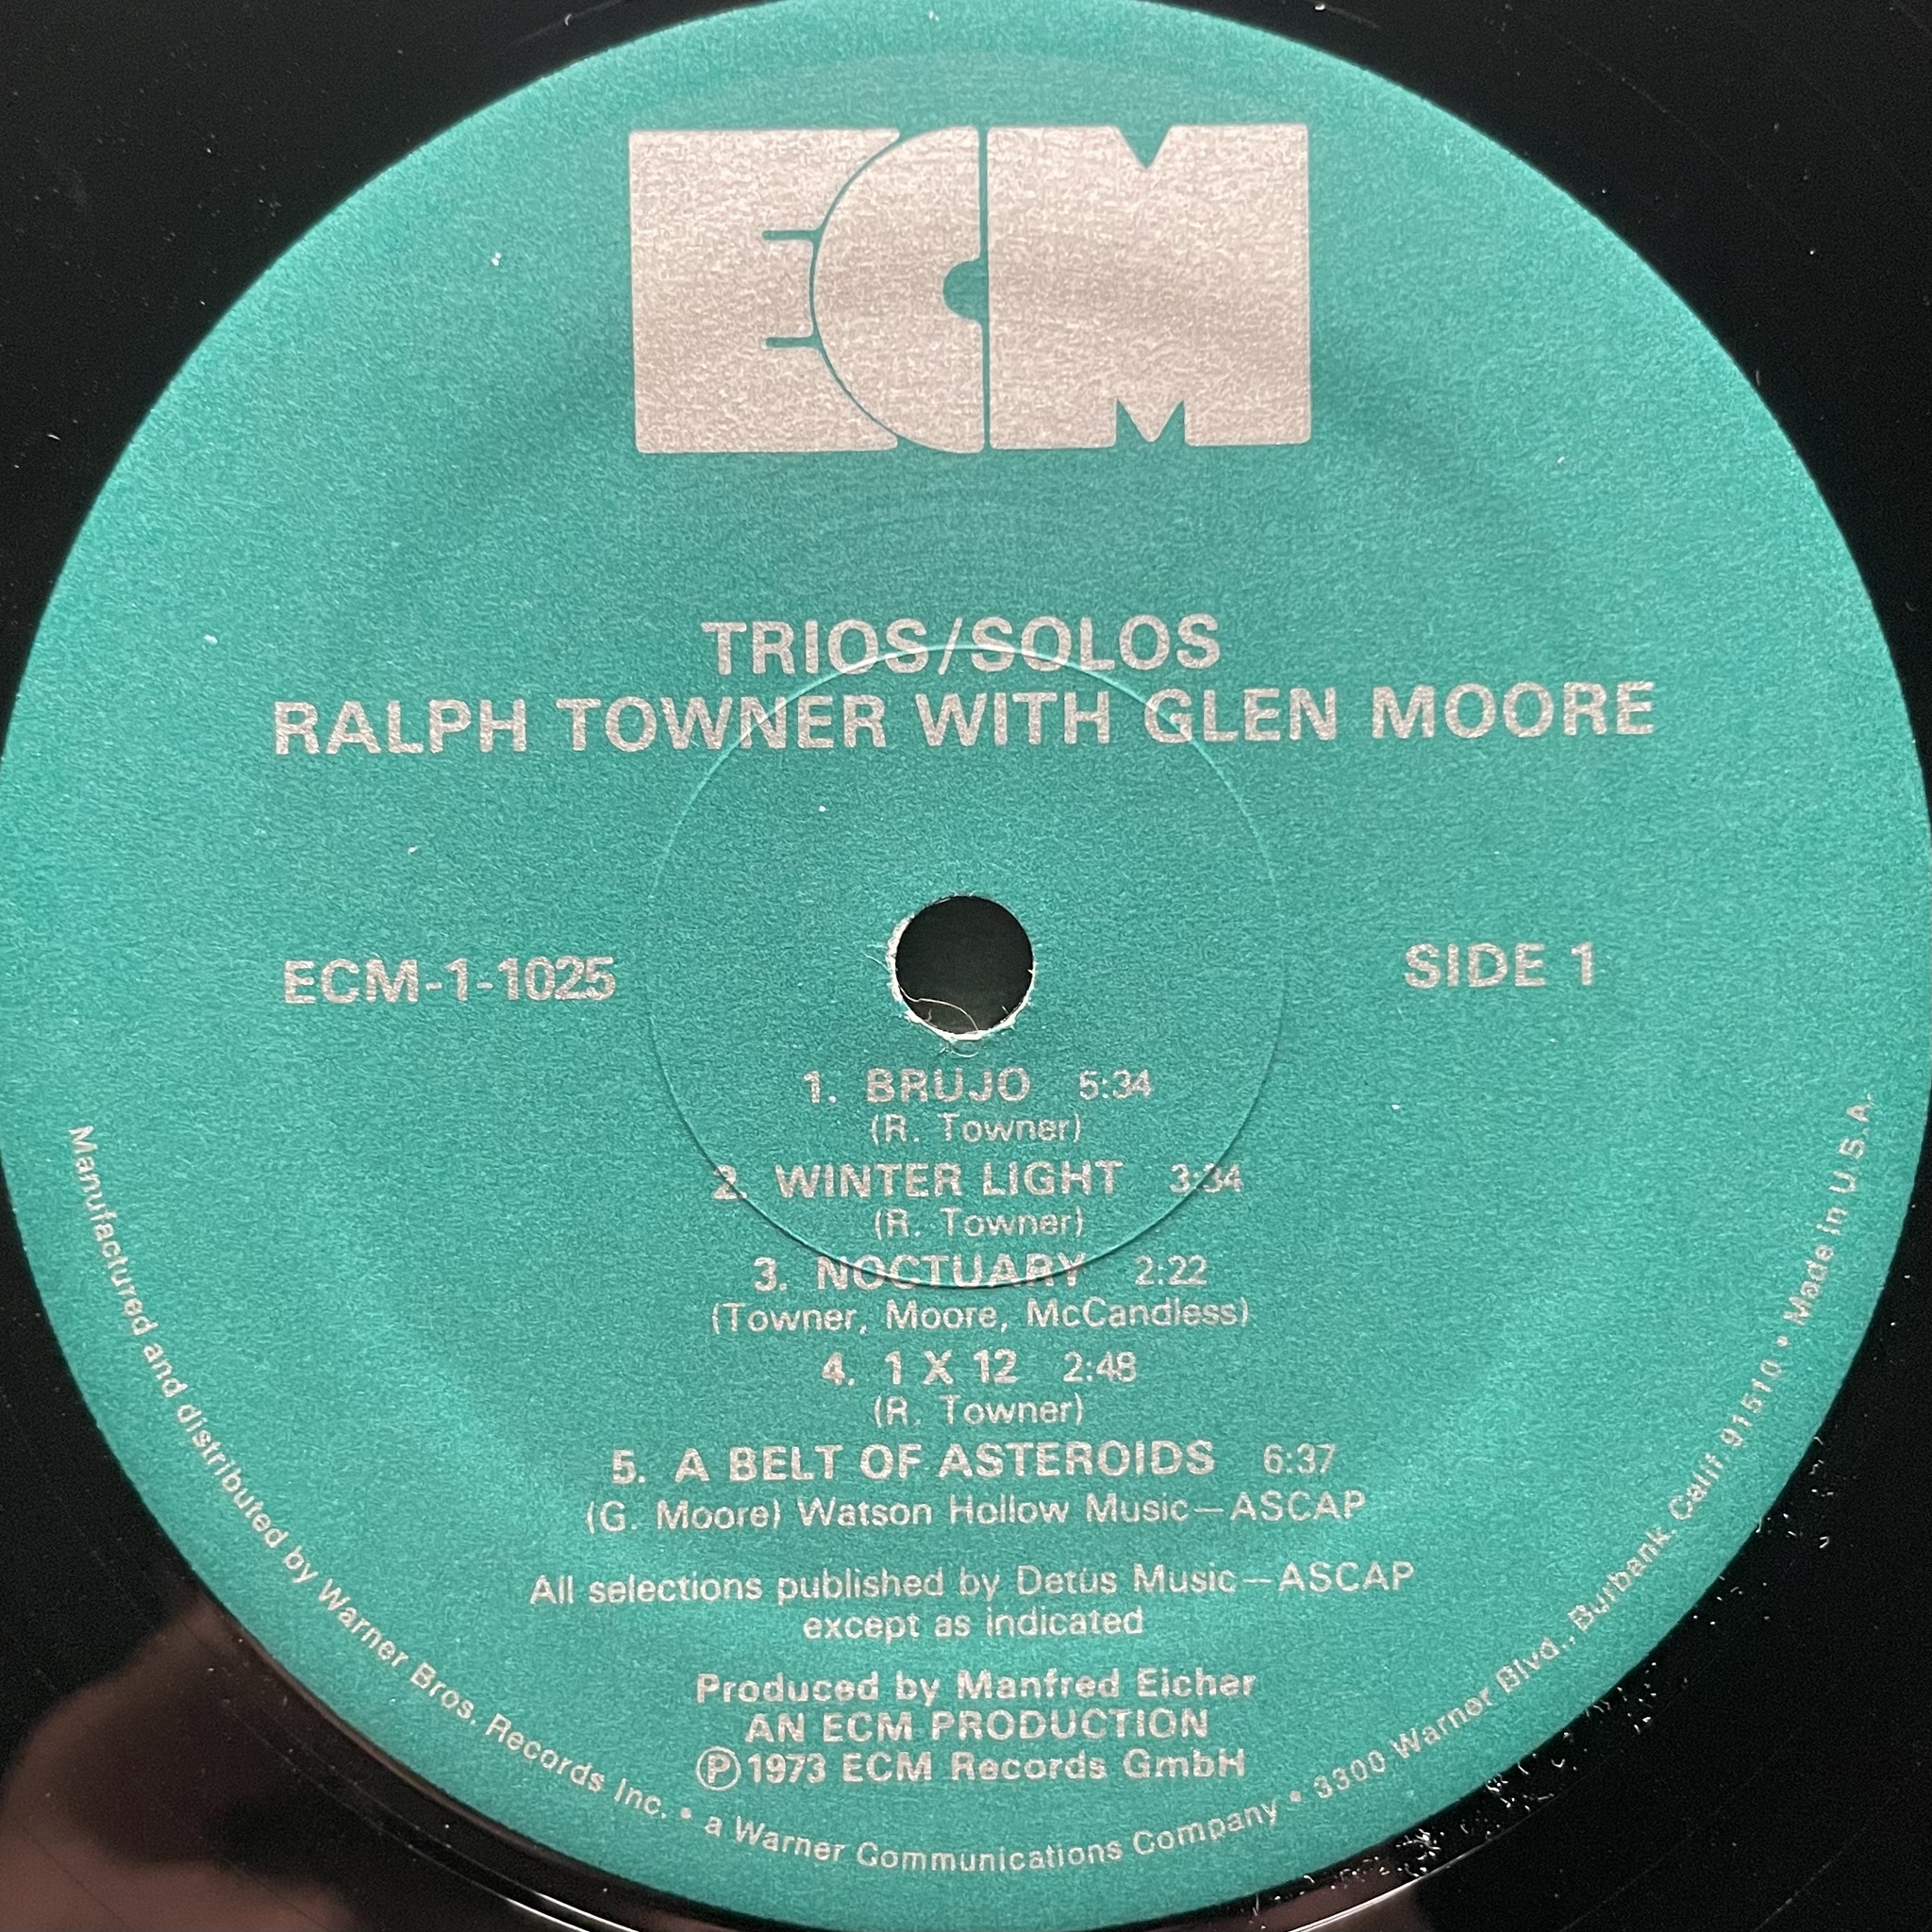 ECM
TRIOS/SOLOS
RALPH TOWNER WITH GLEN MOORE
ECM-1-1025
SIDE 1
1. BRUJO 5:34
(R. Towner)
2. WINTER LIGHT 3:34
(R. Towner)
3. NOCTUARY 2:22
(Towner, Moore, McCandless)
4. 1 X 12 2:48
(R. Towner)
5. A BELT OF ASTEROIDS 6:37
(G. Moore) Watson Hollow Music—ASCAP
All selections published by Detus Music—ASCAP
except as indicated
Produced by Manfred Eicher
AN ECM PRODUCTION
℗1973 ECM Records GmbH
Manufactured and distributed by Warner Bros. Records Inc. • a Warner Communications Company • 3300 Warner Blvd., Burbank, Calif. 91510 • Made in U.S.A.